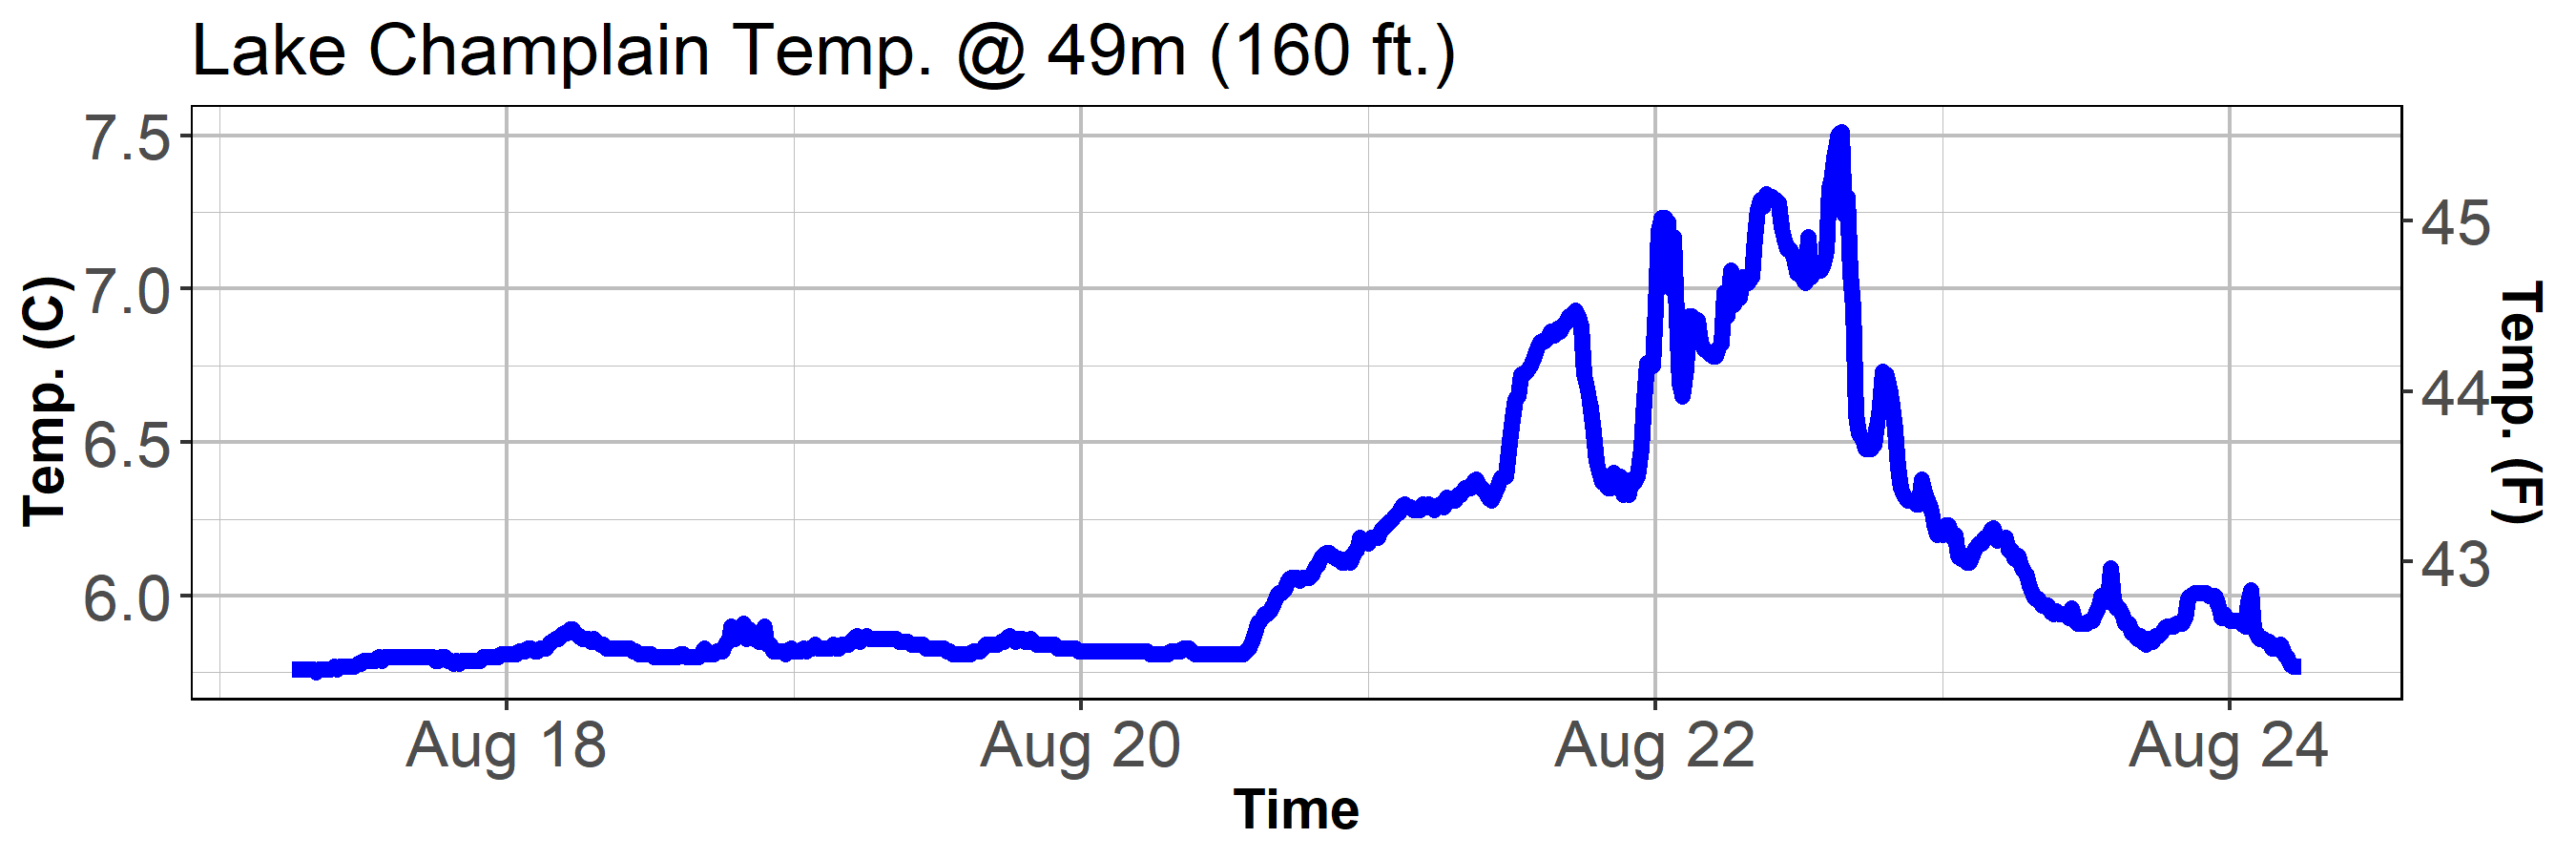 Lake Champlain Temp. @ 49m (160 ft.)
7.5
7.0
6.5
6.0
Temp. (C)
45
44
43
Temp. (F)
Aug 18
Aug 20
Aug 22
Aug 24
Time